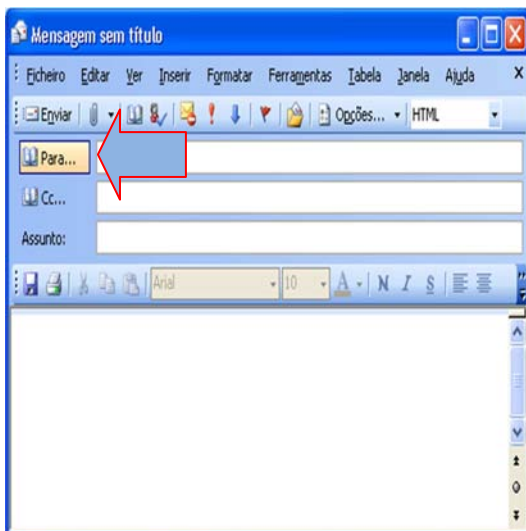 Mensagem sem título
Ficheiro Editar Ver Inserir Formatar Ferramentas Tabela Janela Ajuda X
Enviar Opções... HTML
Para...
Cc...
Assunto:
Arial 10 A N I S